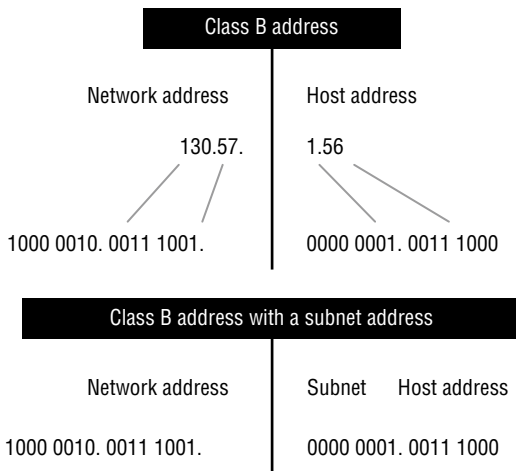 Class B address
Network address Host address
130.57. 1.56
1000 0010. 0011 1001. 0000 0001. 0011 1000
Class B address with a subnet address
Network address Subnet Host address
1000 0010. 0011 1001. 0000 0001. 0011 1000